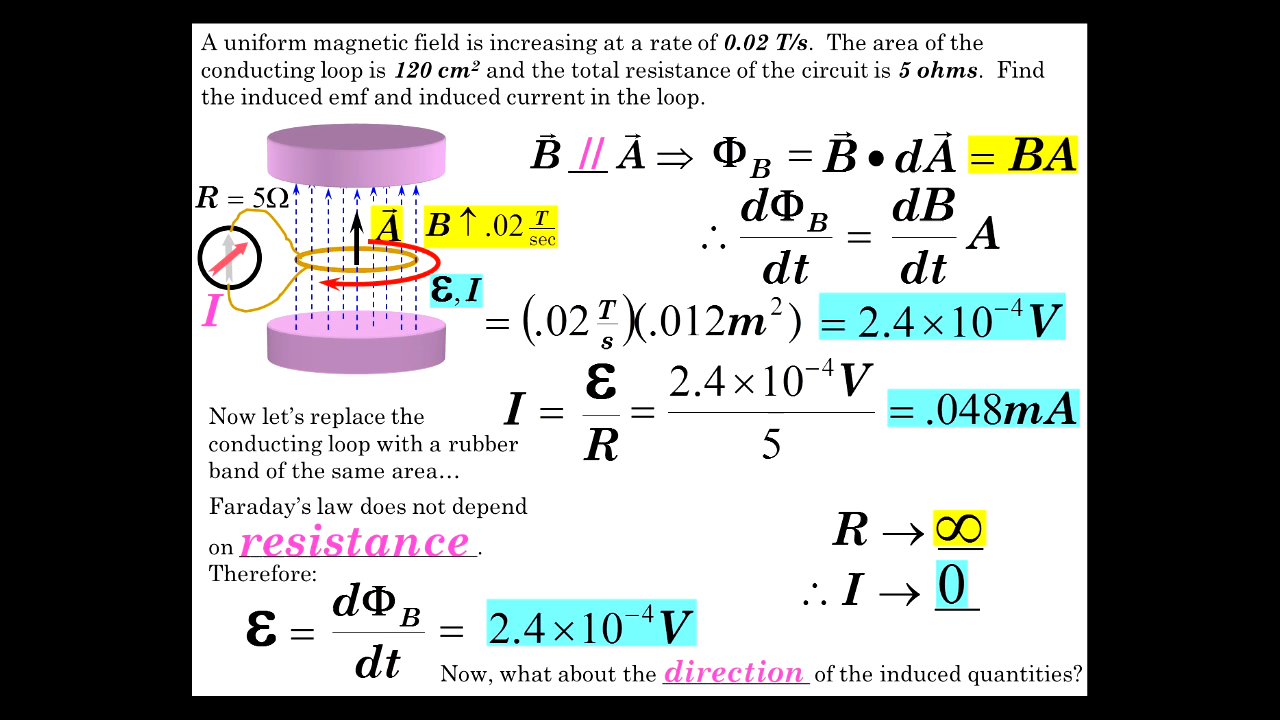 A uniform magnetic field is increasing at a rate of 0.02 T/s. The area of the
conducting loop is 120 cm² and the total resistance of the circuit is 5 ohms. Find
the induced emf and induced current in the loop.
B⃗ // A⃗ ⇒ Φ_B = B⃗ • dA⃗ = BA
R = 5Ω
A⃗ B ↑ .02 T/sec
∴ dΦ_B/dt = dB/dt A
I
ε, I
= (.02 T/s)(.012m²) = 2.4×10⁻⁴ V
I = ε/R = 2.4×10⁻⁴ V/5 = .048mA
Now let’s replace the
conducting loop with a rubber
band of the same area…
Faraday’s law does not depend
on resistance.
Therefore:
R → ∞
∴ I → 0
ε = dΦ_B/dt = 2.4×10⁻⁴ V
Now, what about the direction of the induced quantities?